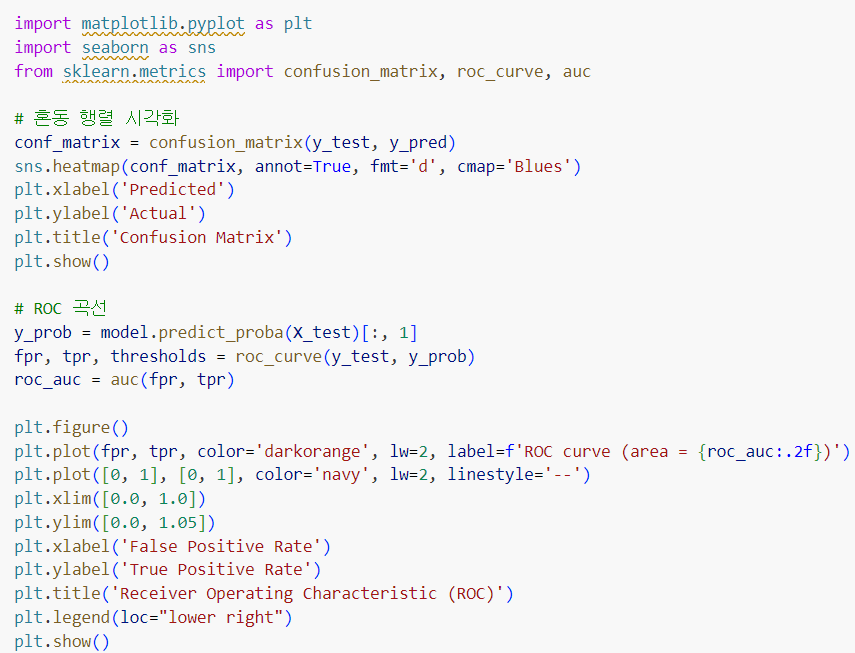 import matplotlib.pyplot as plt
import seaborn as sns
from sklearn.metrics import confusion_matrix, roc_curve, auc
# 혼동 행렬 시각화
conf_matrix = confusion_matrix(y_test, y_pred)
sns.heatmap(conf_matrix, annot=True, fmt='d', cmap='Blues')
plt.xlabel('Predicted')
plt.ylabel('Actual')
plt.title('Confusion Matrix')
plt.show()
# ROC 곡선
y_prob = model.predict_proba(X_test)[:, 1]
fpr, tpr, thresholds = roc_curve(y_test, y_prob)
roc_auc = auc(fpr, tpr)
plt.figure()
plt.plot(fpr, tpr, color='darkorange', lw=2, label=f'ROC curve (area = {roc_auc:.2f})')
plt.plot([0, 1], [0, 1], color='navy', lw=2, linestyle='--')
plt.xlim([0.0, 1.0])
plt.ylim([0.0, 1.05])
plt.xlabel('False Positive Rate')
plt.ylabel('True Positive Rate')
plt.title('Receiver Operating Characteristic (ROC)')
plt.legend(loc="lower right")
plt.show()